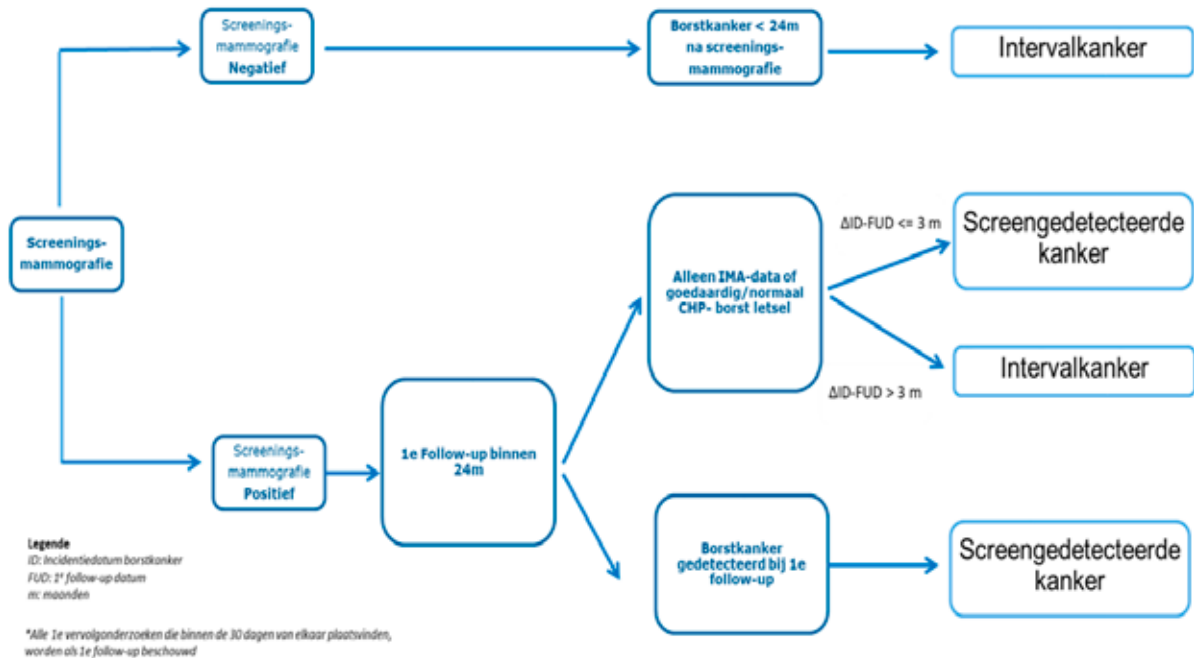 Screenings-
mammografie
Negatief
Borstkanker < 24m
na screenings-
mammografie
Intervalkanker
Screenings-
mammografie
Alleen IMA-data of
goedaardig/normaal
CHP- borst letsel
ΔID-FUD <= 3 m
Screengedetecteerde
kanker
ΔID-FUD > 3 m
Intervalkanker
Screenings-
mammografie
Positief
1e Follow-up binnen
24m
Borstkanker
gedetecteerd bij 1e
follow-up
Screengedetecteerde
kanker
Legende
ID: Incidentiedatum borstkanker
FUD: 1ᵉ follow-up datum
m: maanden
*Alle 1e vervolgonderzoeken die binnen de 30 dagen van elkaar plaatsvinden,
worden als 1e follow-up beschouwd